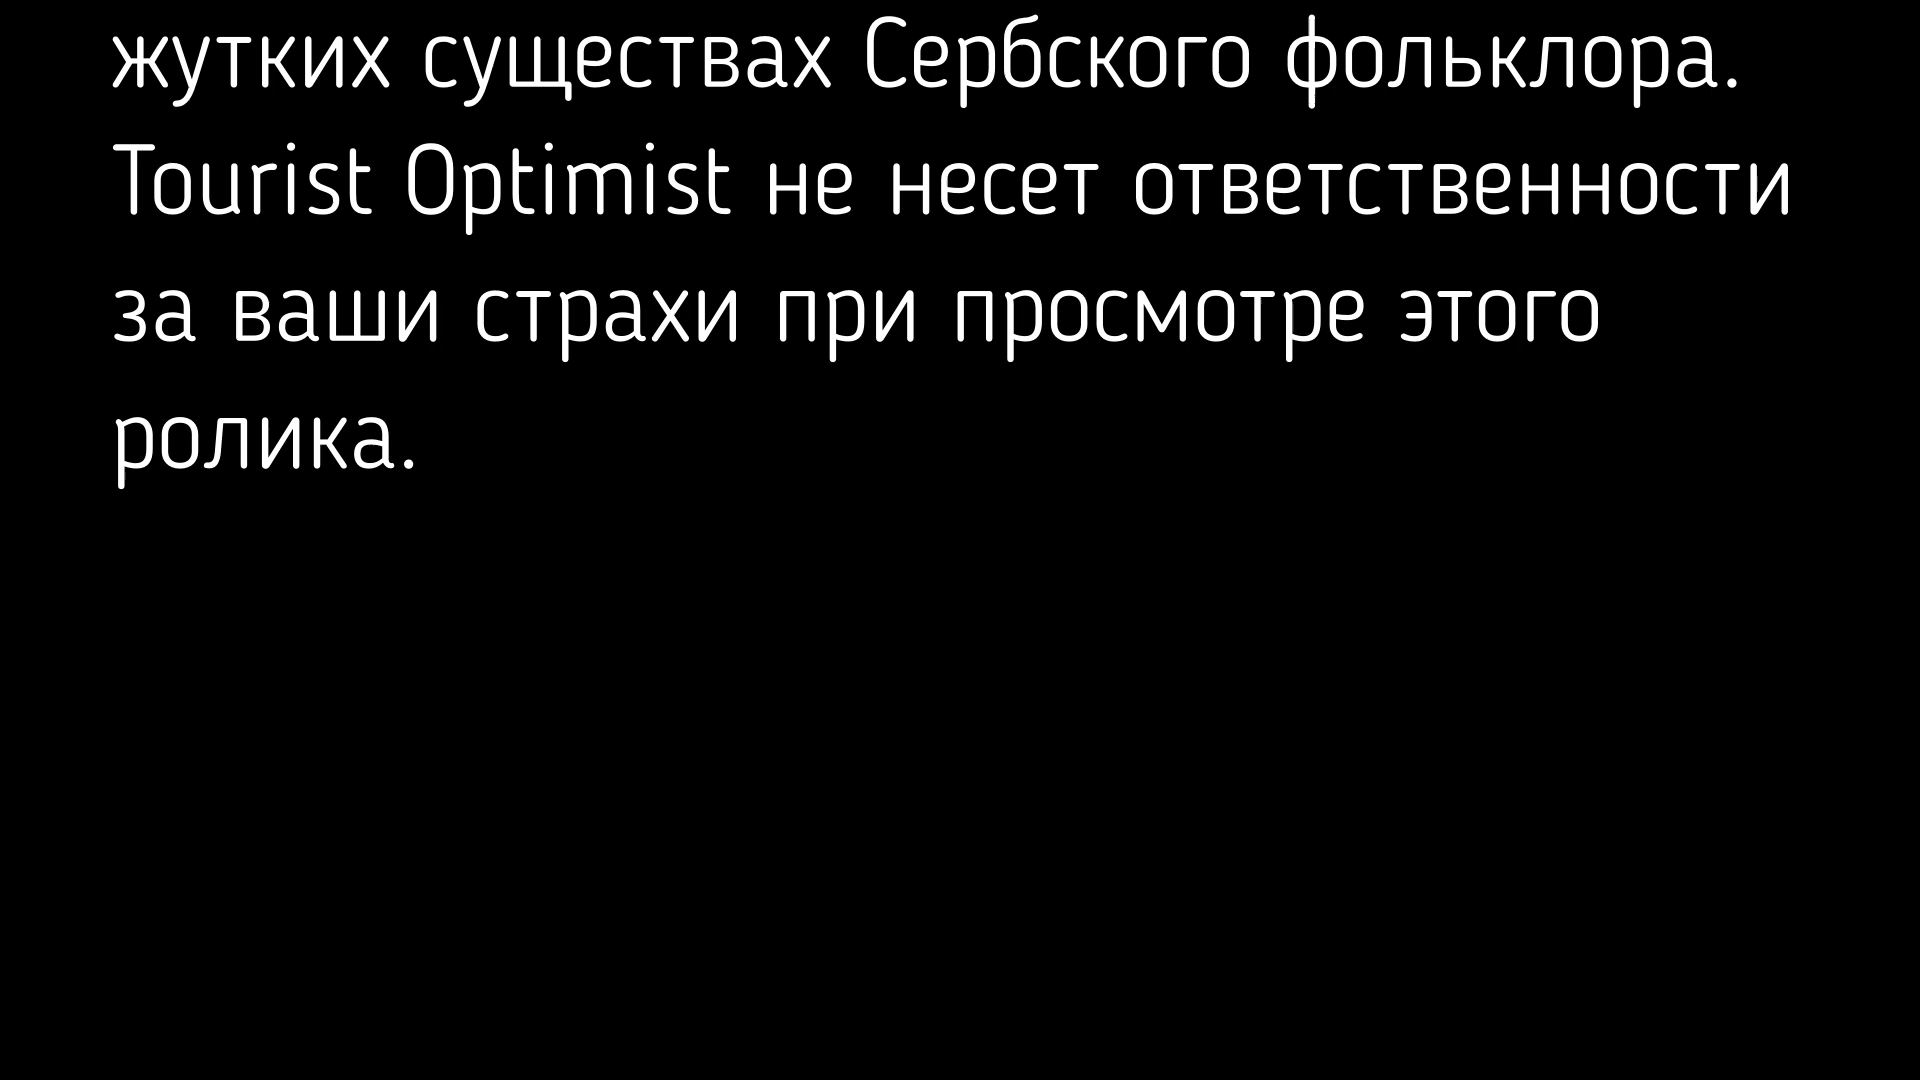 жутких существах Сербского фольклора.
Tourist Optimist не несет ответственности
за ваши страхи при просмотре этого
ролика.